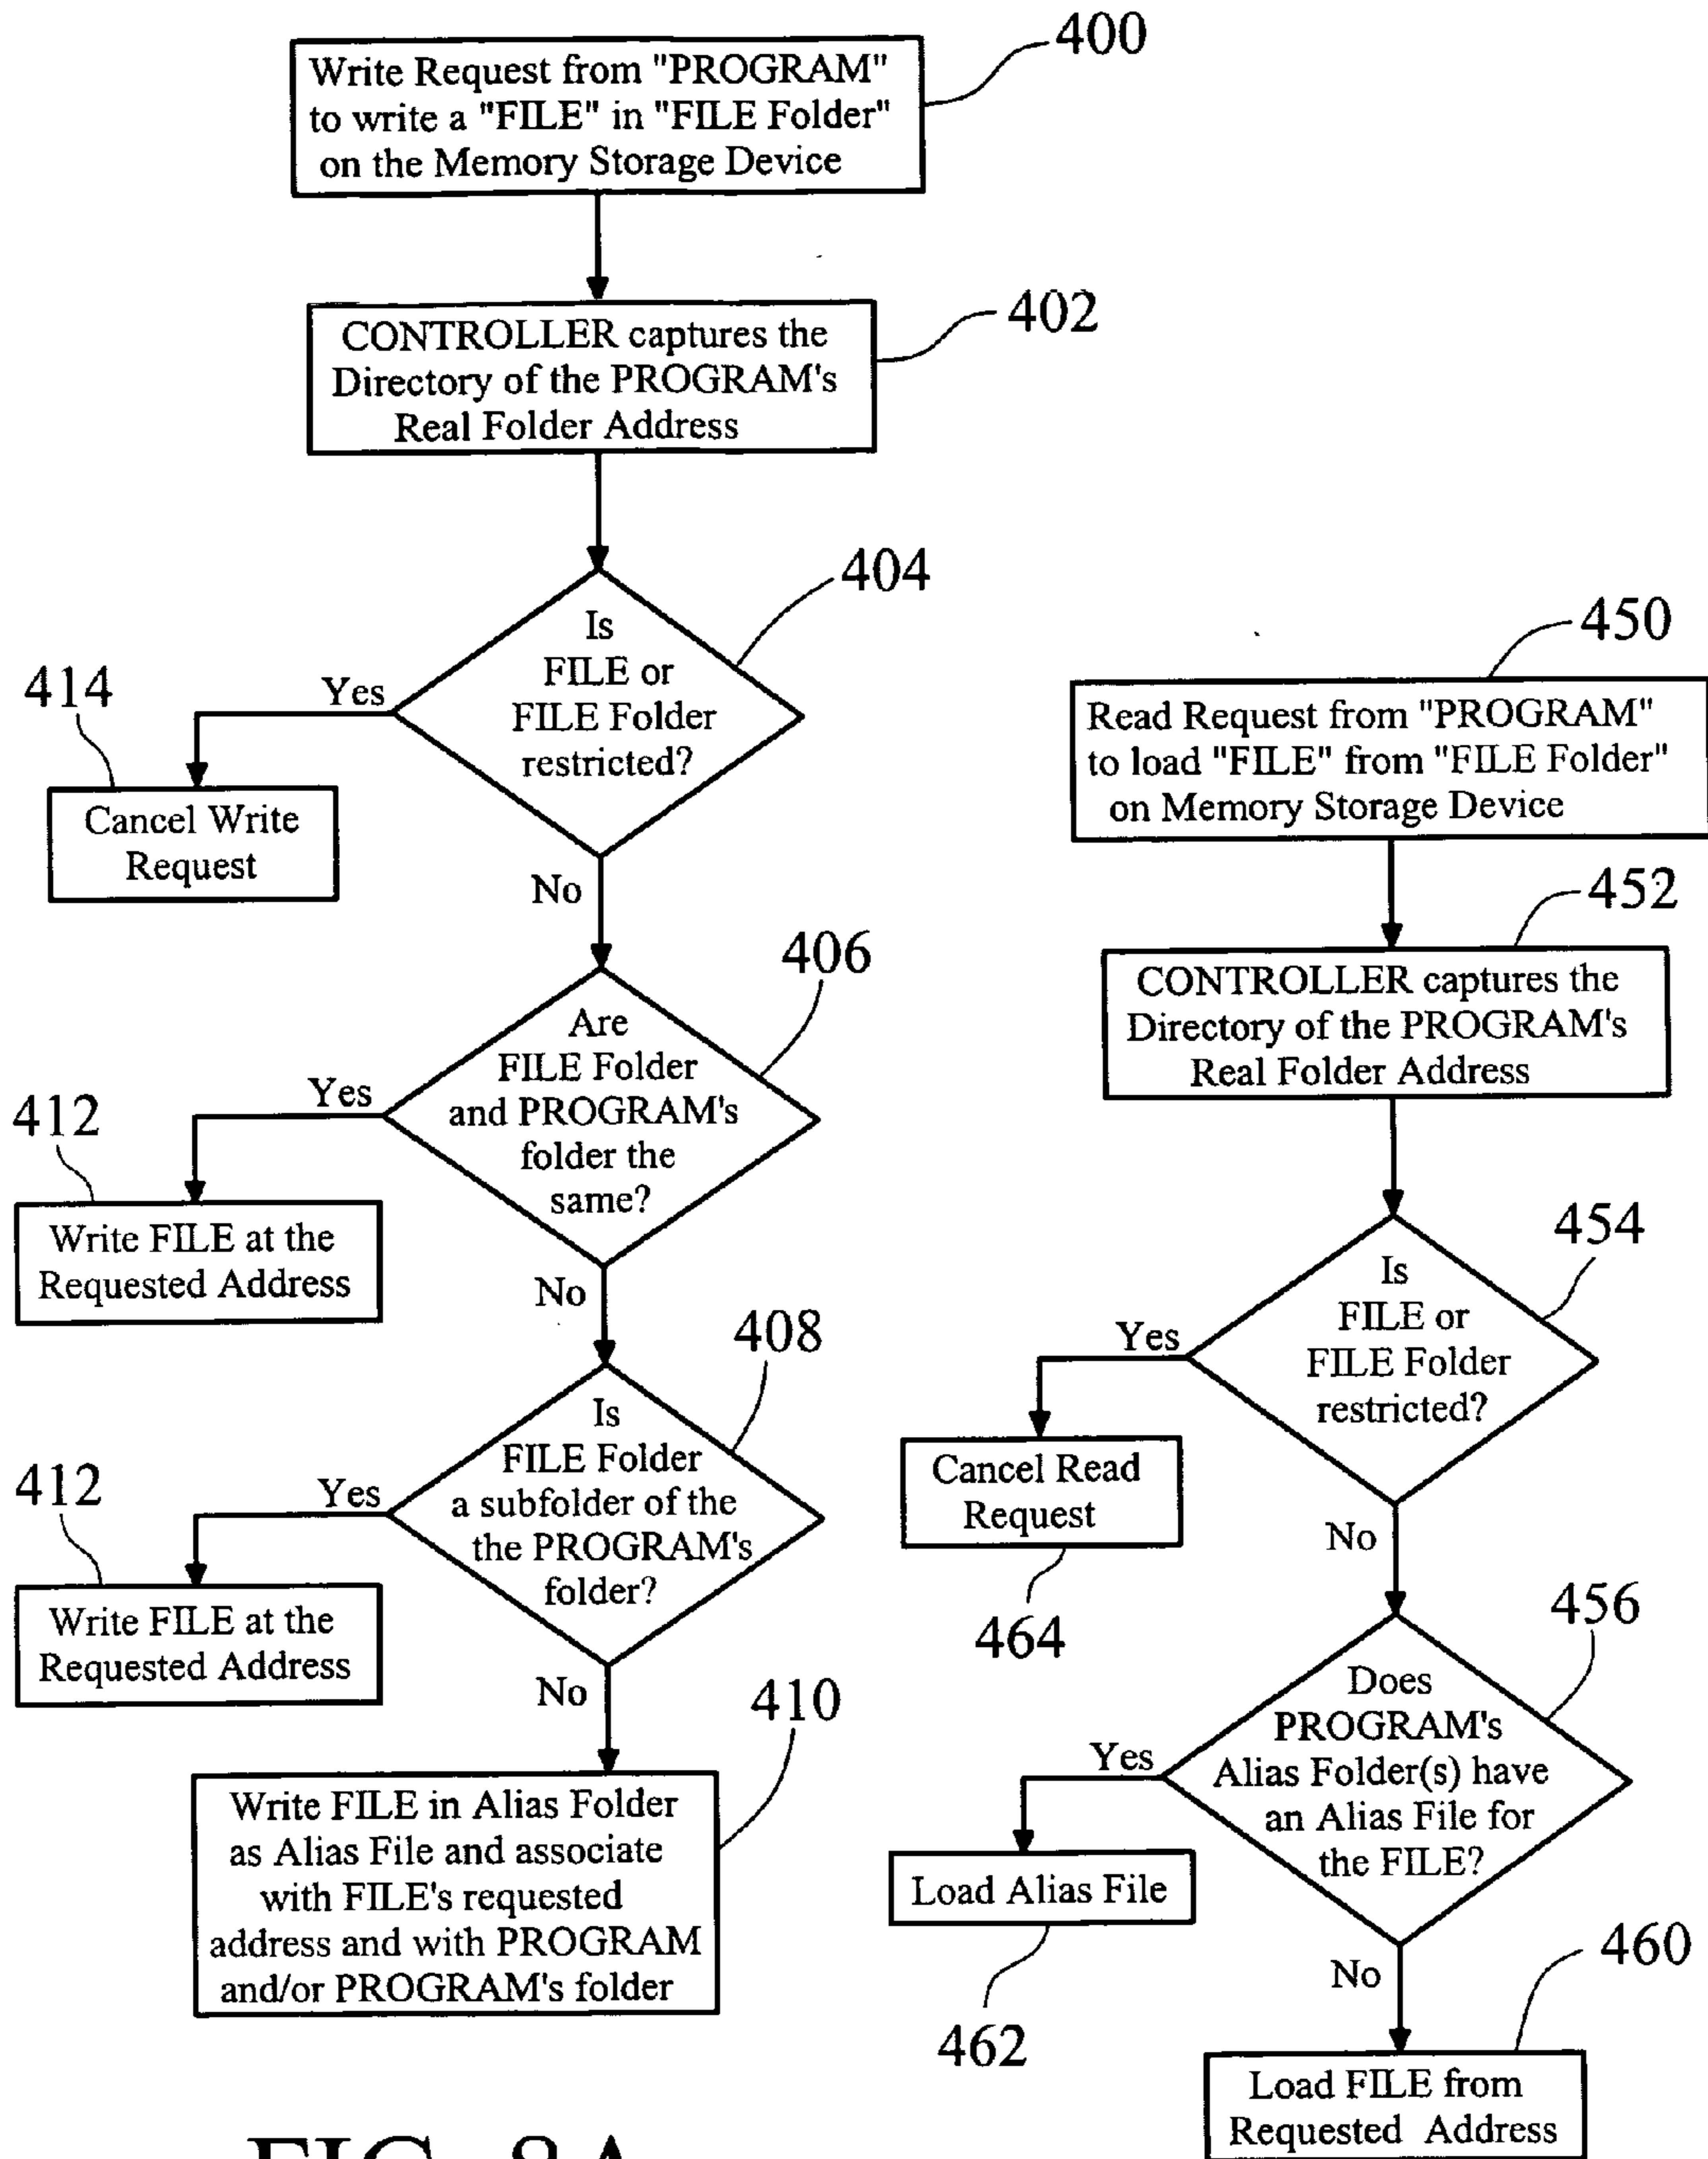 400
Write Request from "PROGRAM"
to write a "FILE" in "FILE Folder"
on the Memory Storage Device
402
CONTROLLER captures the
Directory of the PROGRAM's
Real Folder Address
404
Is
FILE or
FILE Folder
restricted?
Yes
414
Cancel Write
Request
No
406
Are
FILE Folder
and PROGRAM's
folder the
same?
Yes
412
Write FILE at the
Requested Address
No
408
Is
FILE Folder
a subfolder of the
the PROGRAM's
folder?
Yes
412
Write FILE at the
Requested Address
No
410
Write FILE in Alias Folder
as Alias File and associate
with FILE's requested
address and with PROGRAM
and/or PROGRAM's folder
450
Read Request from "PROGRAM"
to load "FILE" from "FILE Folder"
on Memory Storage Device
452
CONTROLLER captures the
Directory of the PROGRAM's
Real Folder Address
454
Is
FILE or
FILE Folder
restricted?
Yes
Cancel Read
Request
464
No
456
Does
PROGRAM's
Alias Folder(s) have
an Alias File for
the FILE?
Yes
Load Alias File
462
No
460
Load FILE from
Requested Address
FIG. 8A